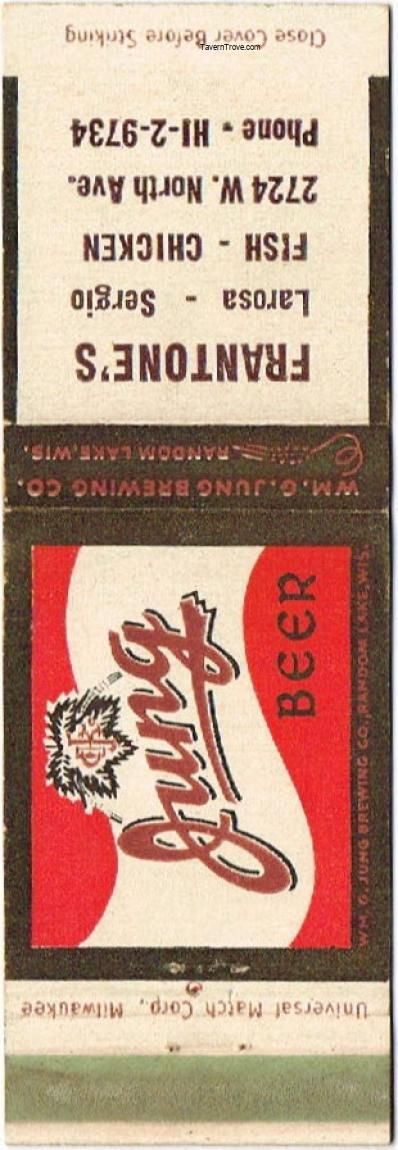 Close Cover Before Striking
TavernTrove.com
FRANTONE'S
Larosa - Sergio
FISH - CHICKEN
2724 W. North Ave.
Phone - HI-2-9734
WM. G. JUNG BREWING CO.
RANDOM LAKE, WIS.
Jung
BEER
WM. G. JUNG BREWING CO., RANDOM LAKE, WIS.
Universal Match Corp., Milwaukee